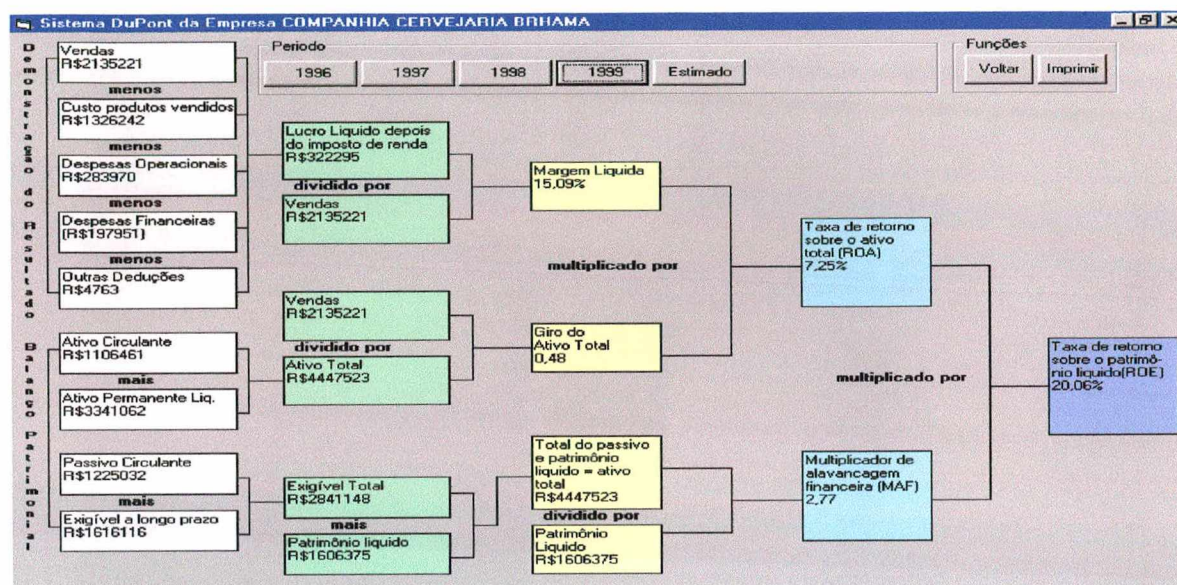 Sistema DuPont da Empresa COMPANHIA CERVEJARIA BRHAMA
Demonstração do Resultado
Balanço Patrimonial
Periodo
1996
1997
1998
1999
Estimado
Funções
Voltar
Imprimir
Vendas
R$2135221
menos
Custo produtos vendidos
R$1326242
menos
Despesas Operacionais
R$283970
menos
Despesas Financeiras
(R$197951)
menos
Outras Deduções
R$4763
Ativo Circulante
R$1106461
mais
Ativo Permanente Liq.
R$3341062
Passivo Circulante
R$1225032
mais
Exigível a longo prazo
R$1616116
Lucro Liquido depois
do imposto de renda
R$322295
dividido por
Vendas
R$2135221
Vendas
R$2135221
dividido por
Ativo Total
R$4447523
Exigível Total
R$2841148
mais
Patrimônio liquido
R$1606375
Margem Liquida
15,09%
multiplicado por
Giro do
Ativo Total
0,48
Total do passivo
e patrimônio
liquido = ativo
total
R$4447523
dividido por
Patrimônio
Liquido
R$1606375
Taxa de retorno
sobre o ativo
total (ROA)
7,25%
multiplicado por
Multiplicador de
alavancagem
financeira (MAF)
2,77
Taxa de retorno
sobre o patrimô-
nio liquido(ROE)
20,06%